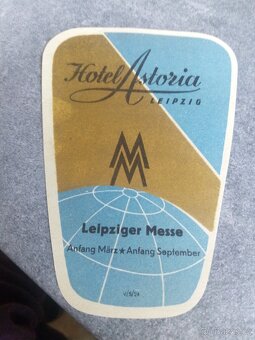 Hotel Astoria
LEIPZIG
MM
Leipziger Messe
Anfang März ★ Anfang September